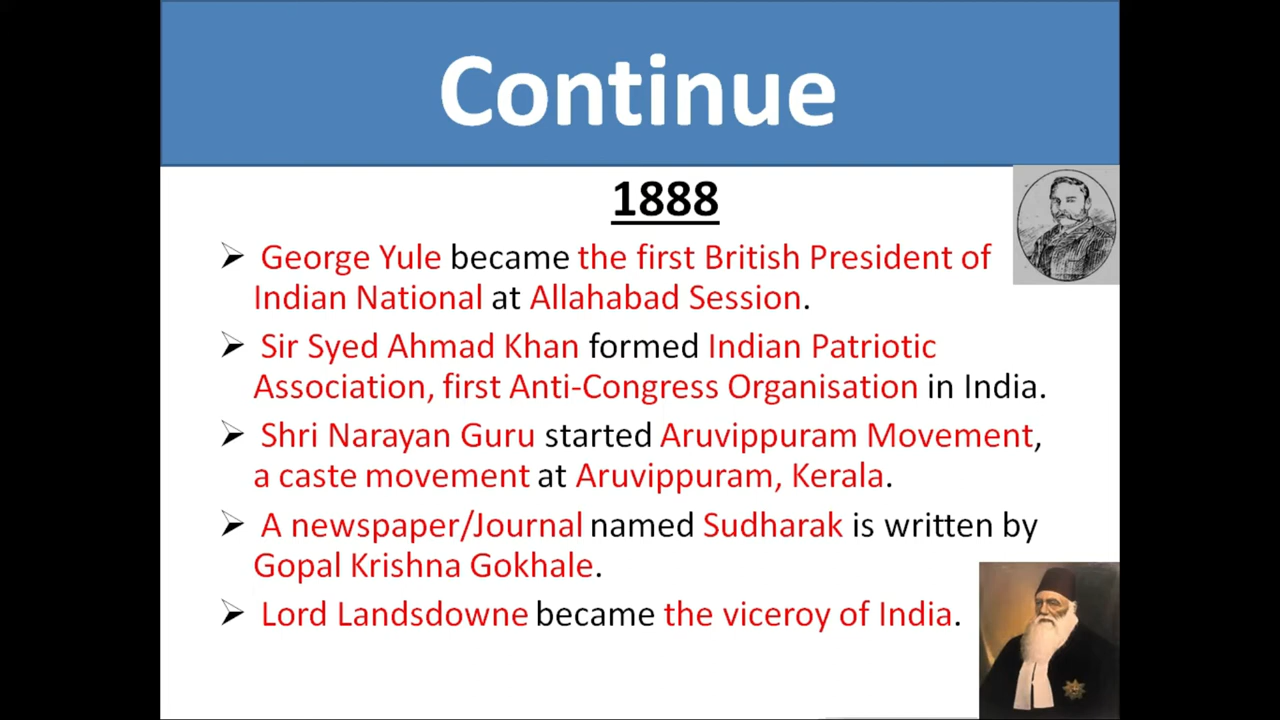 Continue
1888
➢ George Yule became the first British President of
Indian National at Allahabad Session.
➢ Sir Syed Ahmad Khan formed Indian Patriotic
Association, first Anti-Congress Organisation in India.
➢ Shri Narayan Guru started Aruvippuram Movement,
a caste movement at Aruvippuram, Kerala.
➢ A newspaper/Journal named Sudharak is written by
Gopal Krishna Gokhale.
➢ Lord Landsdowne became the viceroy of India.